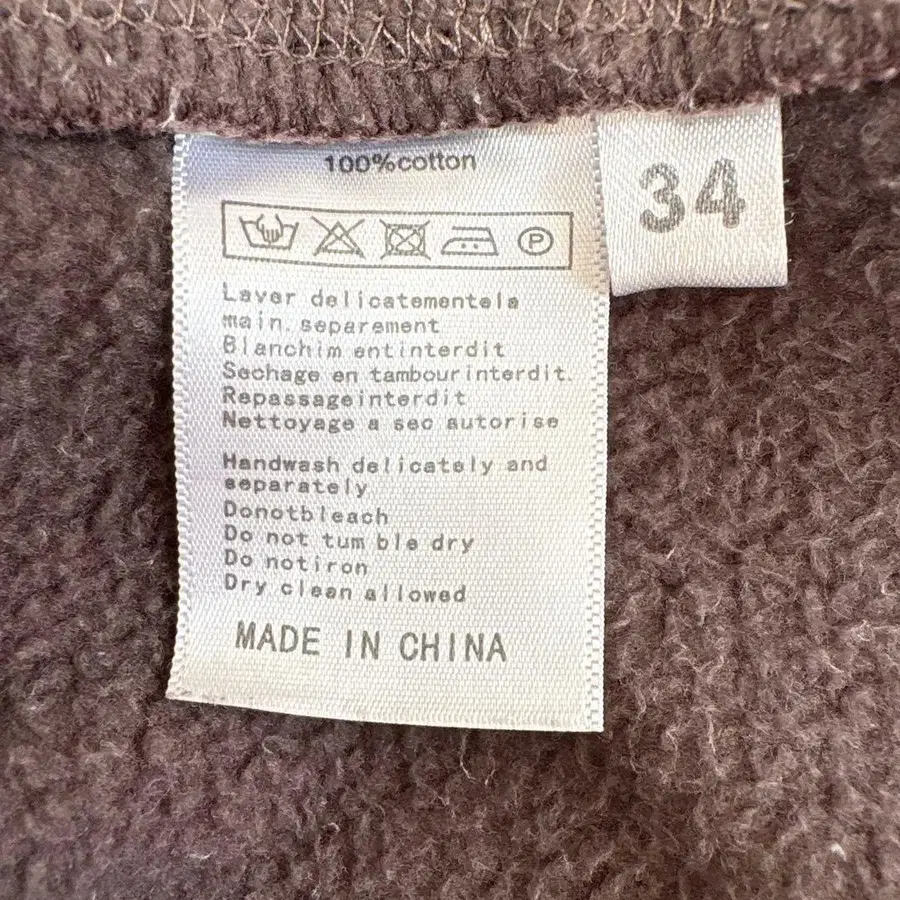 100%cotton
34
P
Laver delicatementela
main. separement
Blanchim entinterdit
Sechage en tambourinterdit.
Repassageinterdit
Nettoyage a sec autorise
Handwash delicately and
separately
Donotbleach
Do not tum ble dry
Do notiron
Dry clean allowed
MADE IN CHINA